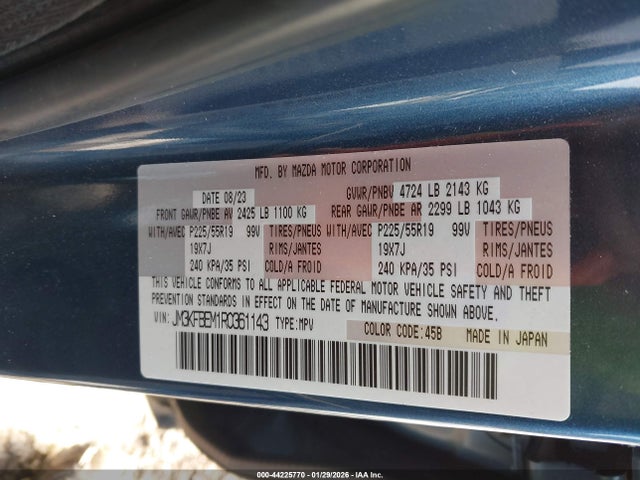 MFD. BY MAZDA MOTOR CORPORATION
DATE 08/23 GVWR/PNBV 4724 LB 2143 KG
FRONT GAWR/PNBE AV 2425 LB 1100 KG REAR GAWR/PNBE AR 2299 LB 1043 KG
WITH/AVEC P225/55R19 99V TIRES/PNEUS WITH/AVEC P225/55R19 99V TIRES/PNEUS
19X7J RIMS/JANTES 19X7J RIMS/JANTES
240 KPA/35 PSI COLD/A FROID 240 KPA/35 PSI COLD/A FROID
THIS VEHICLE CONFORMS TO ALL APPLICABLE FEDERAL MOTOR VEHICLE SAFETY AND THEFT
PREVENTION STANDARDS IN EFFECT ON THE DATE OF MANUFACTURE SHOWN ABOVE.
VIN: JM3KFBEM1R0361143 TYPE:MPV COLOR CODE:45B MADE IN JAPAN
000-44225770 - 01/29/2026 - IAA Inc.